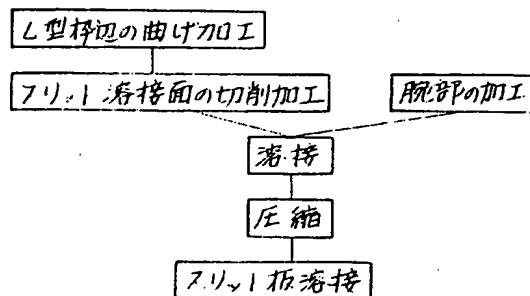 L型枠辺の曲げ加工
スリット溶接面の切削加工
腕部の加工
溶接
圧縮
スリット板溶接